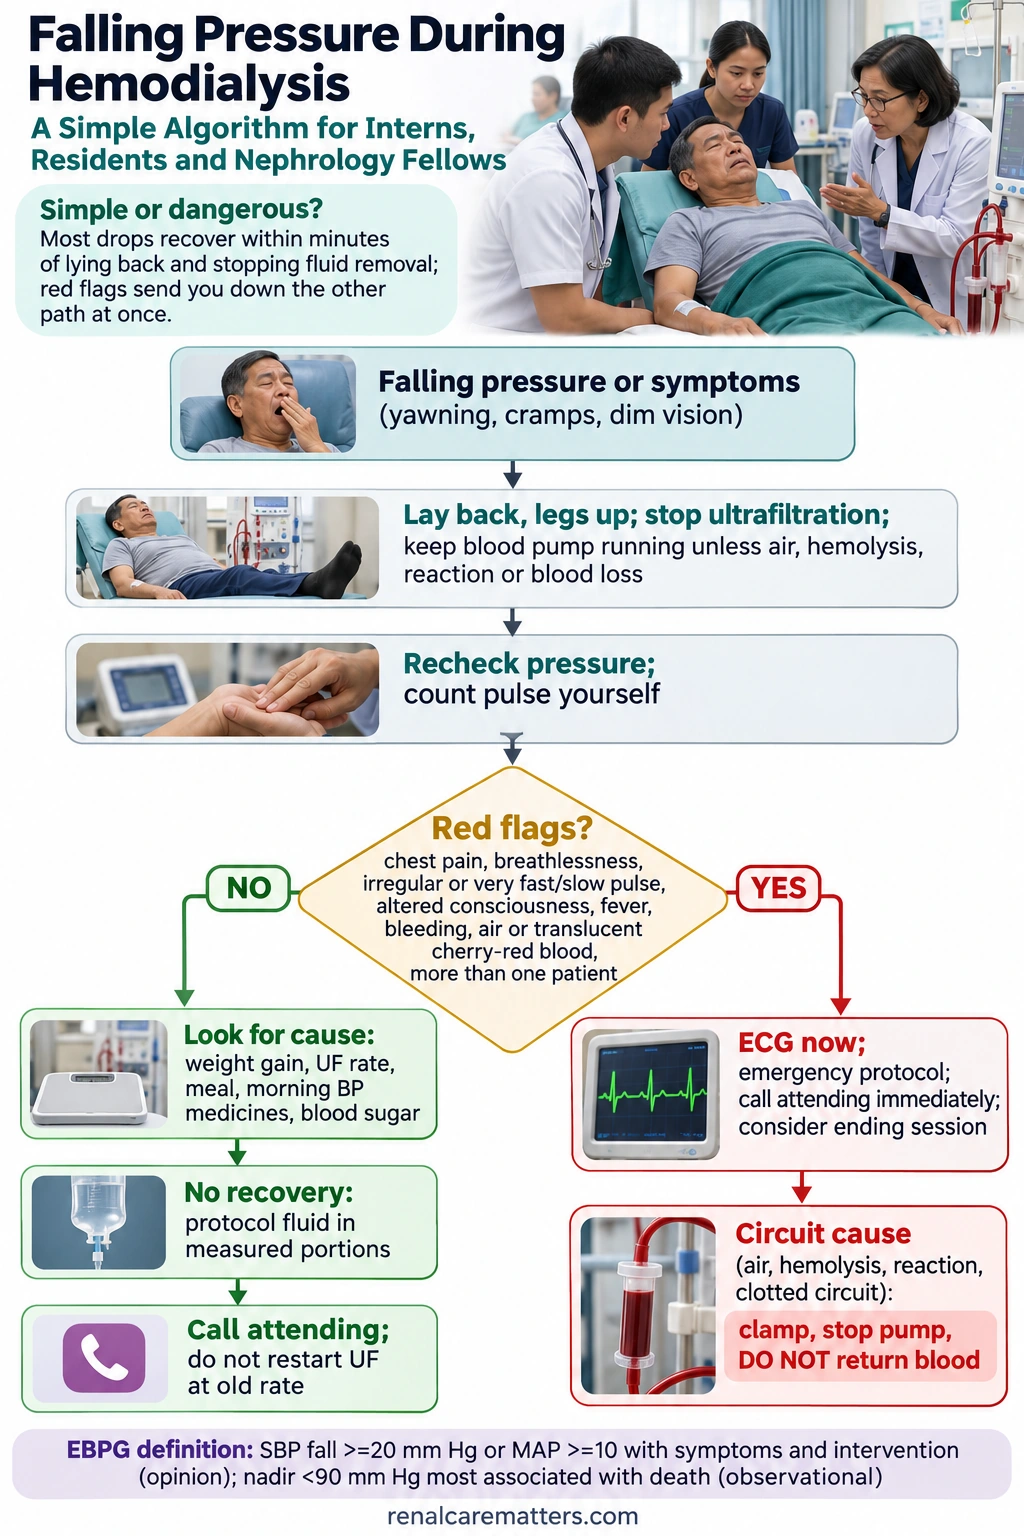 Falling Pressure During
Hemodialysis
A Simple Algorithm for Interns,
Residents and Nephrology Fellows
Simple or dangerous?
Most drops recover within minutes
of lying back and stopping fluid removal;
red flags send you down the other
path at once.
Falling pressure or symptoms
(yawning, cramps, dim vision)
Lay back, legs up; stop ultrafiltration;
keep blood pump running unless air, hemolysis,
reaction or blood loss
Recheck pressure;
count pulse yourself
Red flags?
chest pain, breathlessness,
irregular or very fast/slow pulse,
altered consciousness, fever,
bleeding, air or translucent
cherry-red blood,
more than one patient
NO
YES
Look for cause:
weight gain, UF rate,
meal, morning BP
medicines, blood sugar
No recovery:
protocol fluid in
measured portions
Call attending;
do not restart UF
at old rate
ECG now;
emergency protocol;
call attending immediately;
consider ending session
Circuit cause
(air, hemolysis, reaction,
clotted circuit):
clamp, stop pump,
DO NOT return blood
EBPG definition: SBP fall >=20 mm Hg or MAP >=10 with symptoms and intervention
(opinion); nadir <90 mm Hg most associated with death (observational)
renalcarematters.com